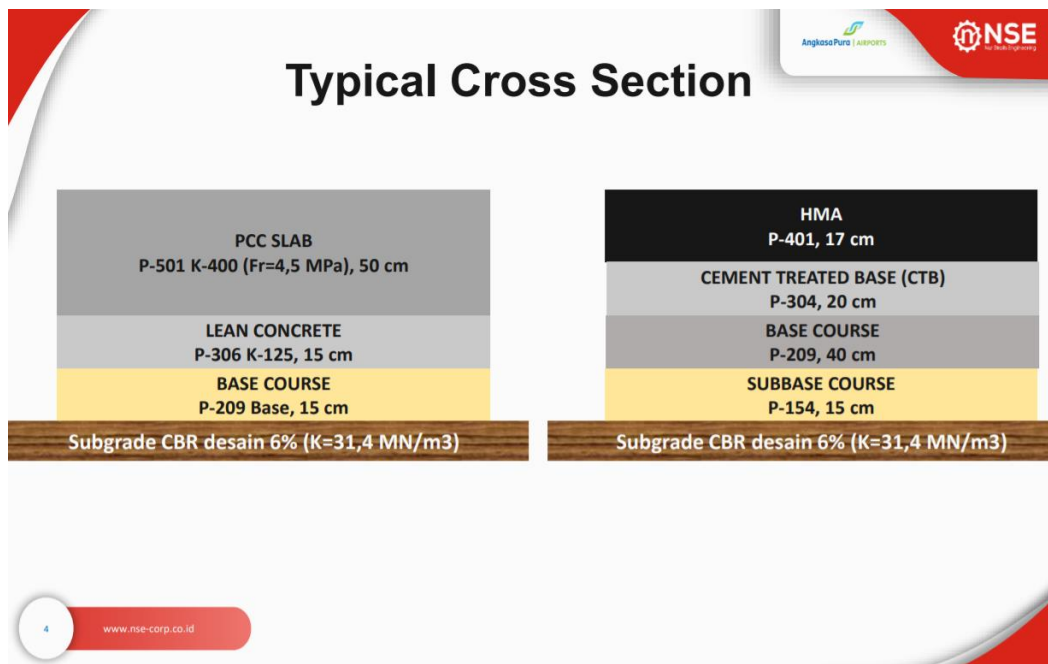 AngkasaPura | AIRPORTS
NSE
Typical Cross Section
PCC SLAB
P-501 K-400 (Fr=4,5 MPa), 50 cm
LEAN CONCRETE
P-306 K-125, 15 cm
BASE COURSE
P-209 Base, 15 cm
Subgrade CBR desain 6% (K=31,4 MN/m3)
HMA
P-401, 17 cm
CEMENT TREATED BASE (CTB)
P-304, 20 cm
BASE COURSE
P-209, 40 cm
SUBBASE COURSE
P-154, 15 cm
Subgrade CBR desain 6% (K=31,4 MN/m3)
4
www.nse-corp.co.id